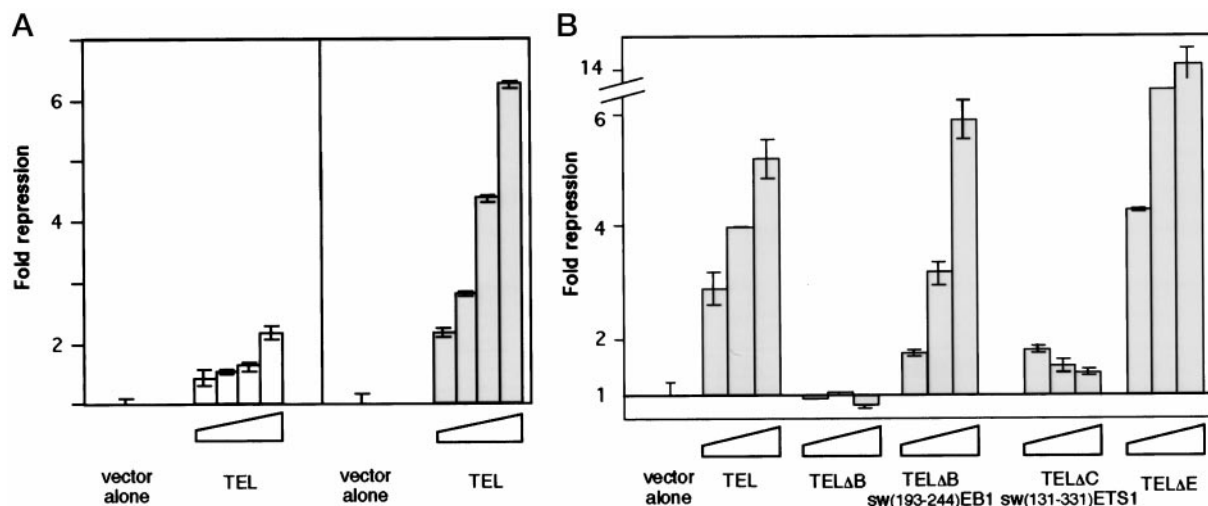 A
Fold repression
6
4
2
vector
alone
TEL
vector
alone
TEL
B
Fold repression
14
6
4
2
1
vector
alone
TEL
TELΔB
TELΔB
sw(193-244)EB1
TELΔC
sw(131-331)ETS1
TELΔE